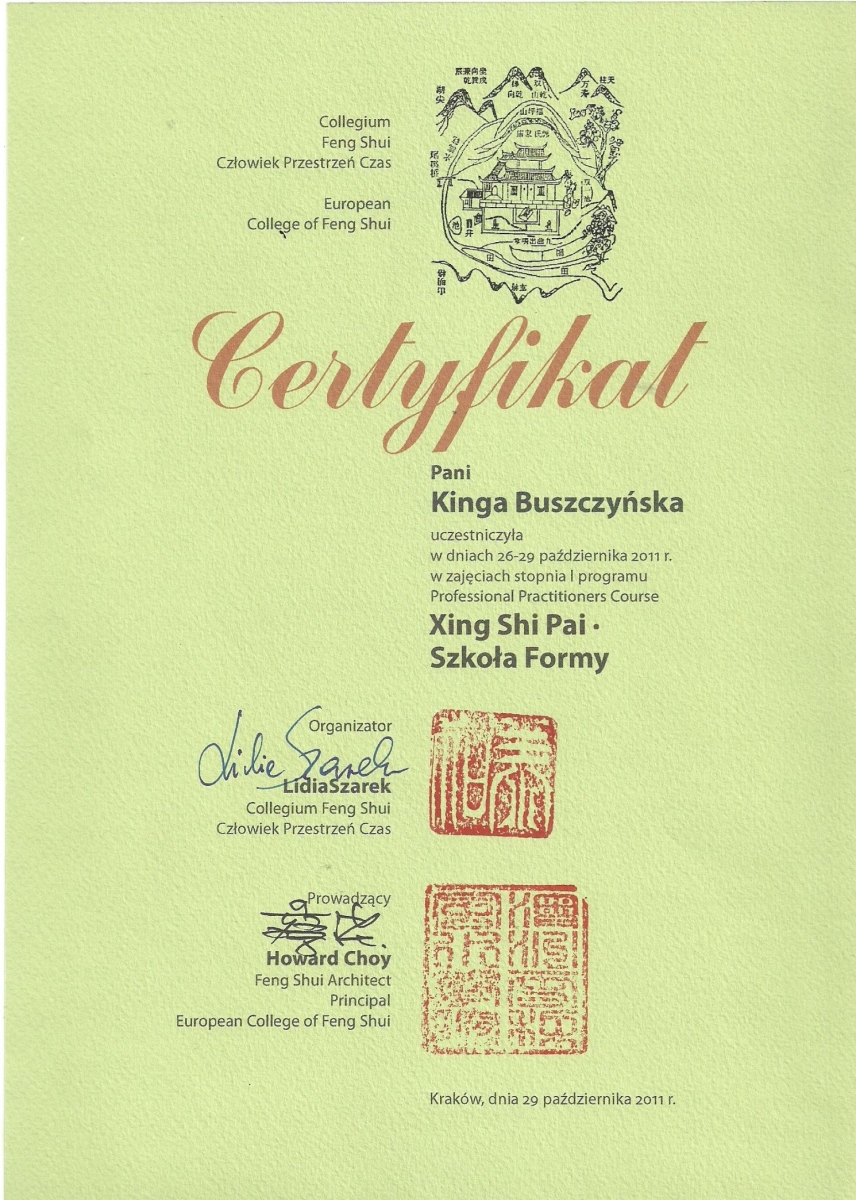 Collegium
Feng Shui
Człowiek Przestrzeń Czas
European
College of Feng Shui
Certyfikat
Pani
Kinga Buszczyńska
uczestniczyła
w dniach 26-29 października 2011 r.
w zajęciach stopnia I programu
Professional Practitioners Course
Xing Shi Pai •
Szkoła Formy
Organizator
Lidia Szarek
LidiaSzarek
Collegium Feng Shui
Człowiek Przestrzeń Czas
Prowadzący
Howard Choy
Feng Shui Architect
Principal
European College of Feng Shui
Kraków, dnia 29 października 2011 r.